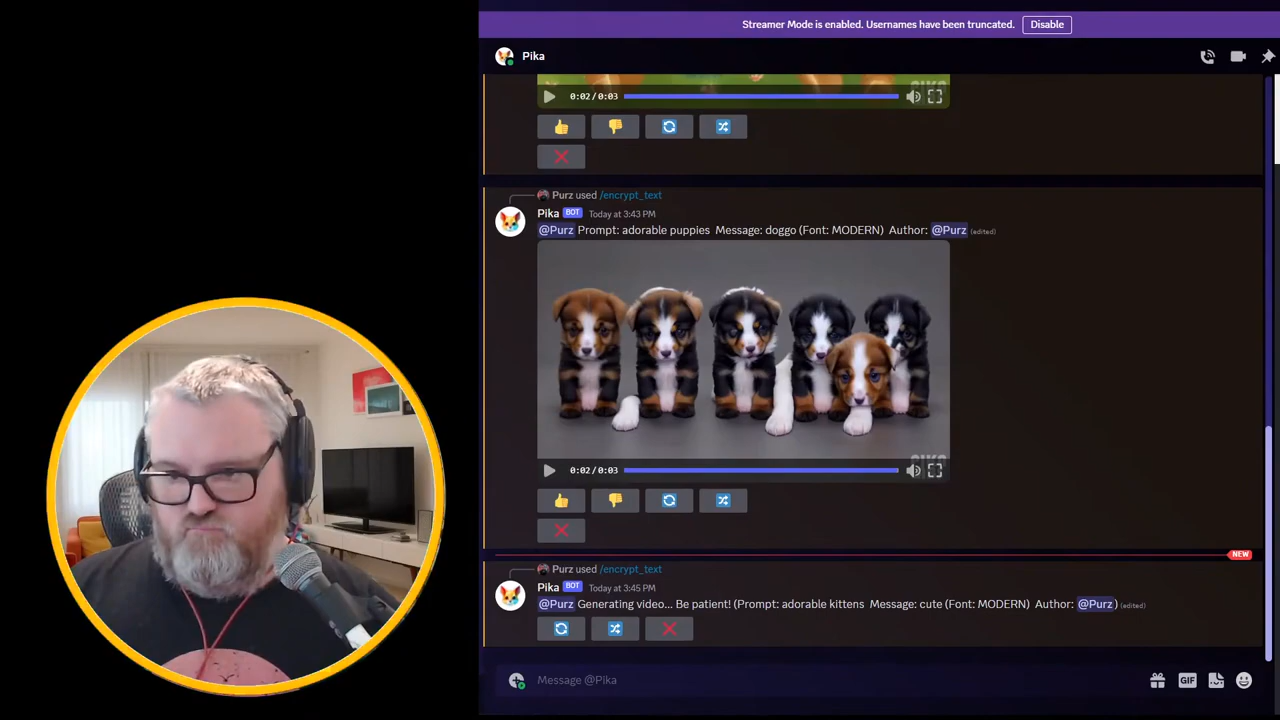 Streamer Mode is enabled. Usernames have been truncated. Disable
Pika
0:02/0:03
Purz used /encrypt_text
Pika BOT Today at 3:43 PM
@Purz Prompt: adorable puppies Message: doggo (Font: MODERN) Author: @Purz (edited)
PIKA
0:02/0:03
NEW
Purz used /encrypt_text
Pika BOT Today at 3:45 PM
@Purz Generating video... Be patient! (Prompt: adorable kittens Message: cute (Font: MODERN) Author: @Purz) (edited)
Message @Pika
GIF